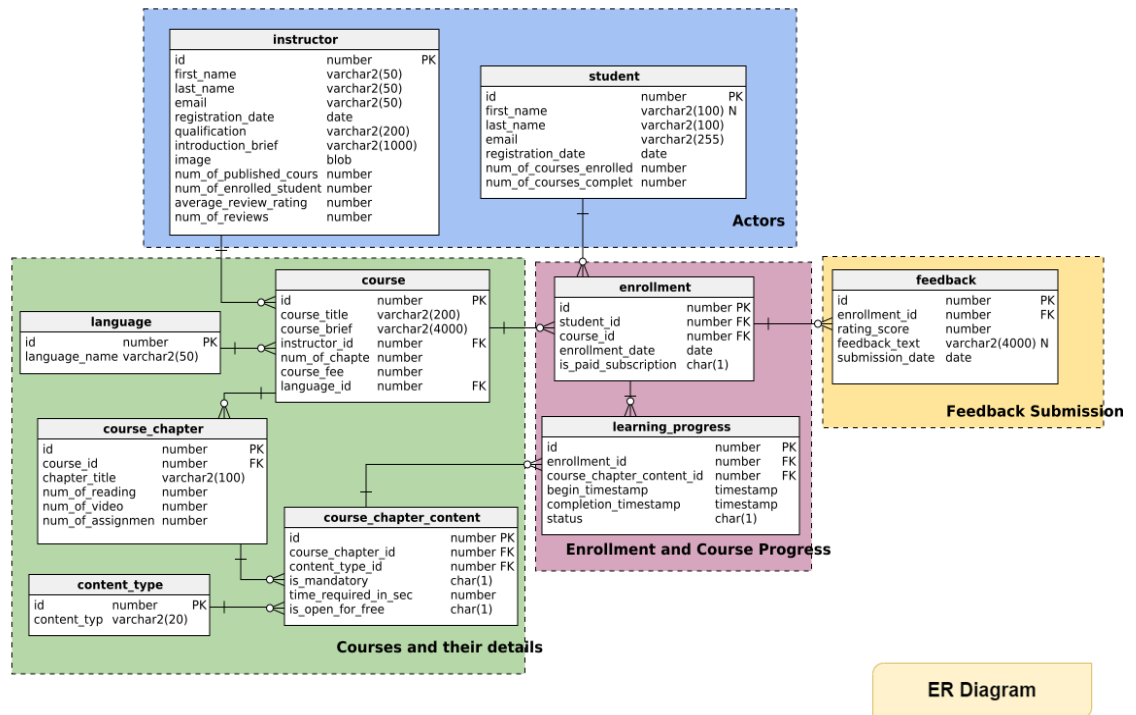 instructor
id number PK
first_name varchar2(50)
last_name varchar2(50)
email varchar2(50)
registration_date date
qualification varchar2(200)
introduction_brief varchar2(1000)
image blob
num_of_published_cours number
num_of_enrolled_student number
average_review_rating number
num_of_reviews number
student
id number PK
first_name varchar2(100) N
last_name varchar2(100)
email varchar2(255)
registration_date date
num_of_courses_enrolled number
num_of_courses_complet number
Actors
course
id number PK
course_title varchar2(200)
course_brief varchar2(4000)
instructor_id number FK
num_of_chapte number
course_fee number
language_id number FK
language
id number PK
language_name varchar2(50)
course_chapter
id number PK
course_id number FK
chapter_title varchar2(100)
num_of_reading number
num_of_video number
num_of_assignmen number
course_chapter_content
id number PK
course_chapter_id number FK
content_type_id number FK
is_mandatory char(1)
time_required_in_sec number
is_open_for_free char(1)
content_type
id number PK
content_typ varchar2(20)
Courses and their details
enrollment
id number PK
student_id number FK
course_id number FK
enrollment_date date
is_paid_subscription char(1)
learning_progress
id number PK
enrollment_id number FK
course_chapter_content_id number FK
begin_timestamp timestamp
completion_timestamp timestamp
status char(1)
Enrollment and Course Progress
feedback
id number PK
enrollment_id number FK
rating_score number
feedback_text varchar2(4000) N
submission_date date
Feedback Submission
ER Diagram